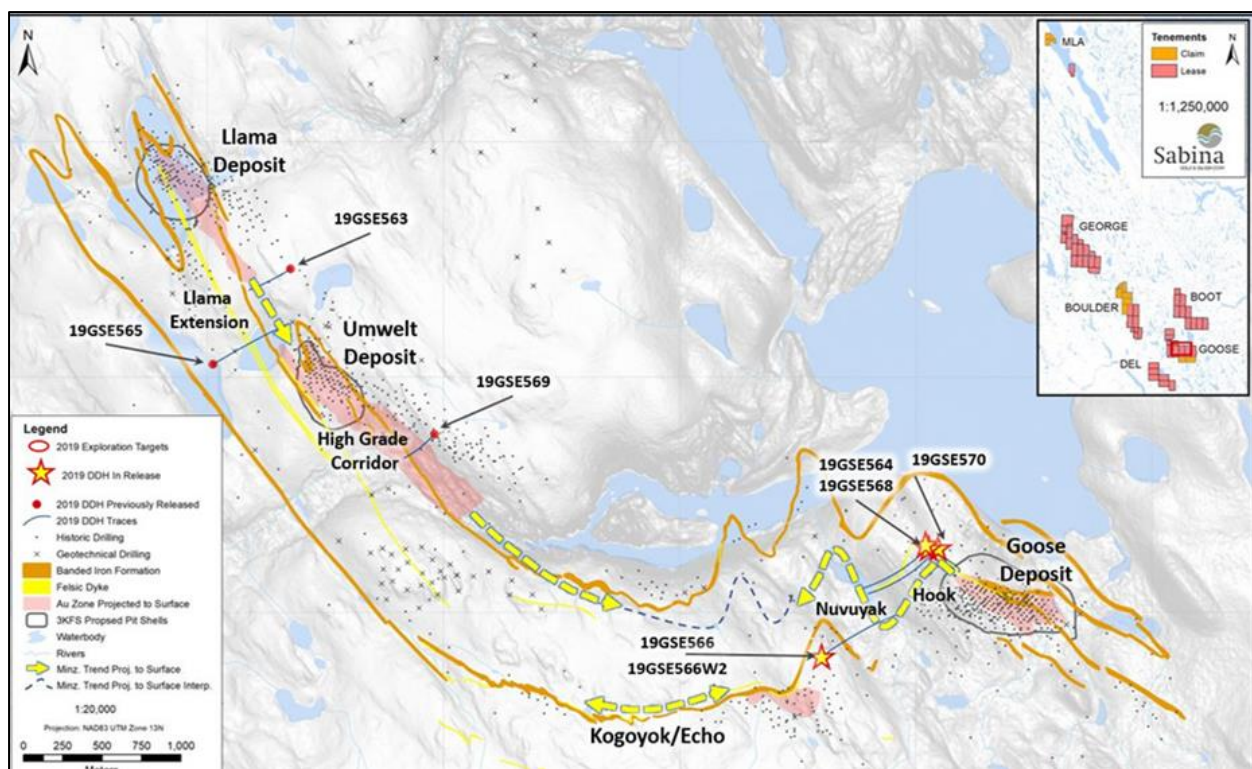 N
Llama
Deposit
19GSE563
Llama
Extension
19GSE565
Umwelt
Deposit
19GSE569
High Grade
Corridor
19GSE564
19GSE568
19GSE570
Goose
Deposit
Nuvuyak
Hook
19GSE566
19GSE566W2
Kogoyok/Echo
MLA
Tenements
N
Claim
Lease
1:1,250,000
Sabina
GOLD & SILVER CORP
GEORGE
BOULDER
BOOT
GOOSE
DEL
Legend
2019 Exploration Targets
2019 DDH In Release
2019 DDH Previously Released
2019 DDH Traces
Historic Drilling
Geotechnical Drilling
Banded Iron Formation
Felsic Dyke
Au Zone Projected to Surface
3KFS Propsed Pit Shells
Waterbody
Rivers
Minz. Trend Proj. to Surface
Minz. Trend Proj. to Surface Interp.
1:20,000
Projection: NAD83 UTM Zone 13N
0 250 500 750 1,000
Meters